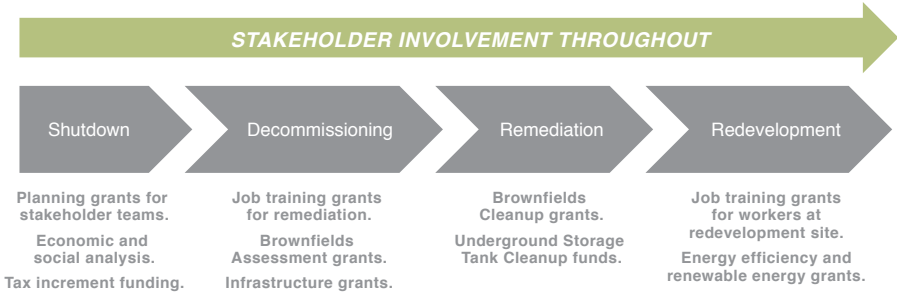 STAKEHOLDER INVOLVEMENT THROUGHOUT
Shutdown
Decommissioning
Remediation
Redevelopment
Planning grants for
stakeholder teams.
Economic and
social analysis.
Tax increment funding.
Job training grants
for remediation.
Brownfields
Assessment grants.
Infrastructure grants.
Brownfields
Cleanup grants.
Underground Storage
Tank Cleanup funds.
Job training grants
for workers at
redevelopment site.
Energy efficiency and
renewable energy grants.